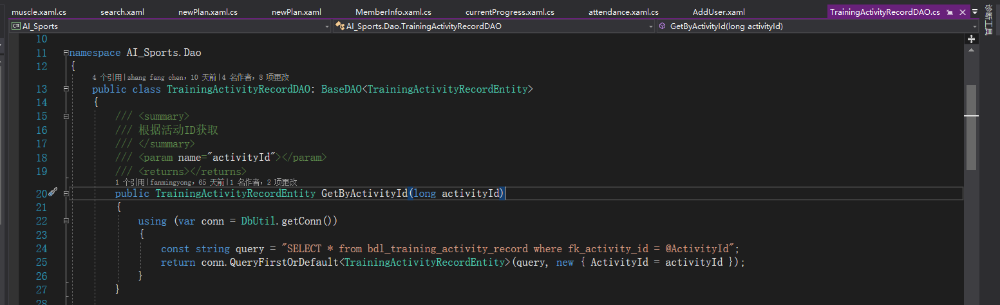 muscle.xaml.cs search.xaml newPlan.xaml.cs newPlan.xaml MemberInfo.xaml.cs currentProgress.xaml.cs attendance.xaml.cs AddUser.xaml TrainingActivityRecordDAO.cs
诊断工具
C# AI_Sports AI_Sports.Dao.TrainingActivityRecordDAO GetByActivityId(long activityId)
10
11 namespace AI_Sports.Dao
12 {
4 个引用|zhang fang chen，10 天前|4 名作者，8 项更改
13 public class TrainingActivityRecordDAO: BaseDAO<TrainingActivityRecordEntity>
14 {
15 /// <summary>
16 /// 根据活动ID获取
17 /// </summary>
18 /// <param name="activityId"></param>
19 /// <returns></returns>
1 个引用|fanmingyong，65 天前|1 名作者，2 项更改
20 public TrainingActivityRecordEntity GetByActivityId(long activityId)
21 {
22 using (var conn = DbUtil.getConn())
23 {
24 const string query = "SELECT * from bdl_training_activity_record where fk_activity_id = @ActivityId";
25 return conn.QueryFirstOrDefault<TrainingActivityRecordEntity>(query, new { ActivityId = activityId });
26 }
27 }
28